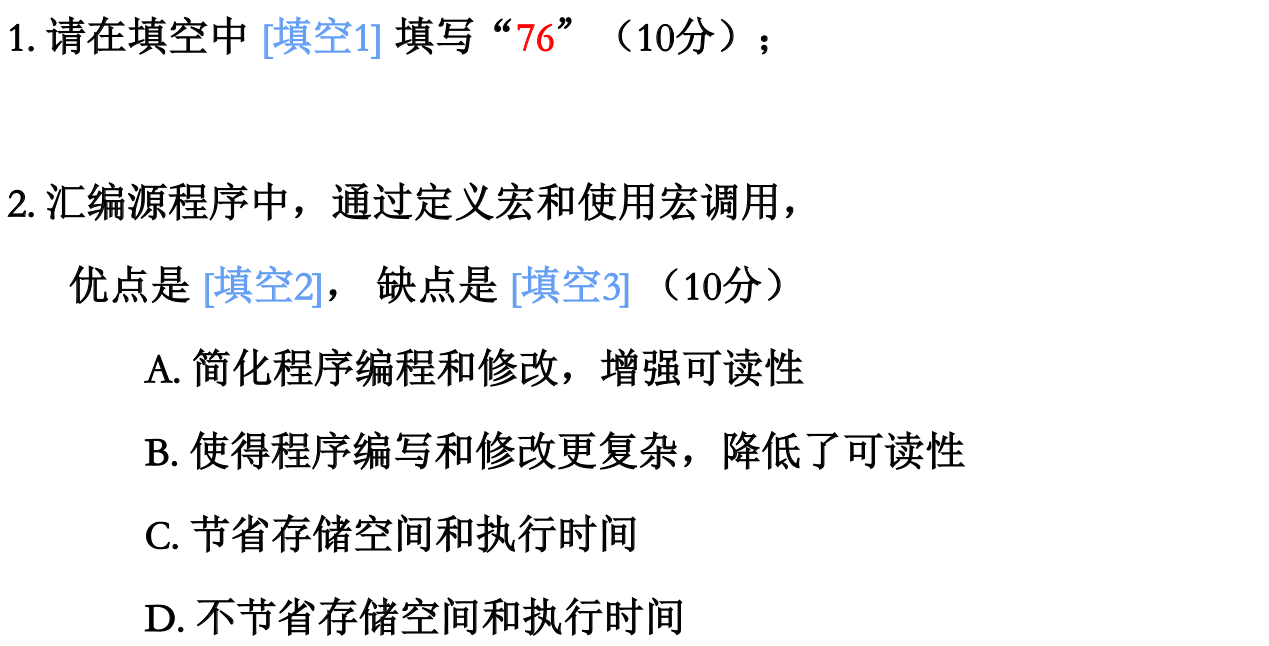 1. 请在填空中 [填空1] 填写“76”（10分）；
2. 汇编源程序中，通过定义宏和使用宏调用，
优点是 [填空2]， 缺点是 [填空3] （10分）
A. 简化程序编程和修改，增强可读性
B. 使得程序编写和修改更复杂，降低了可读性
C. 节省存储空间和执行时间
D. 不节省存储空间和执行时间